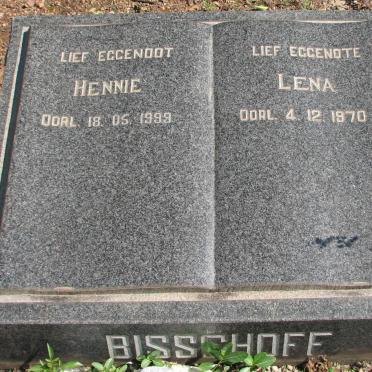 LIEF EGGENOOT
HENNIE
OORL. 18. 05. 1999
LIEF EGGENOTE
LENA
OORL. 4. 12. 1970
BISSCHOFF